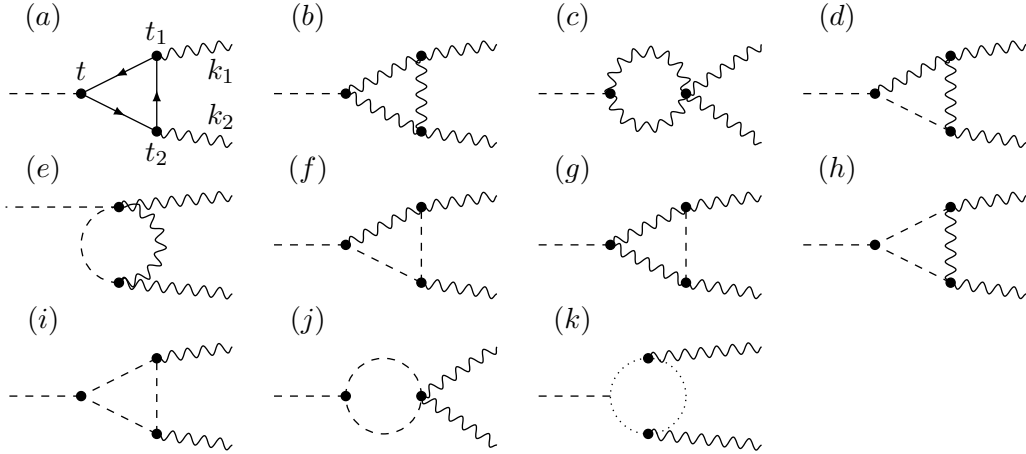 (a) (b) (c) (d)
t t₁ k₁
k₂ t₂
(e) (f) (g) (h)
(i) (j) (k)